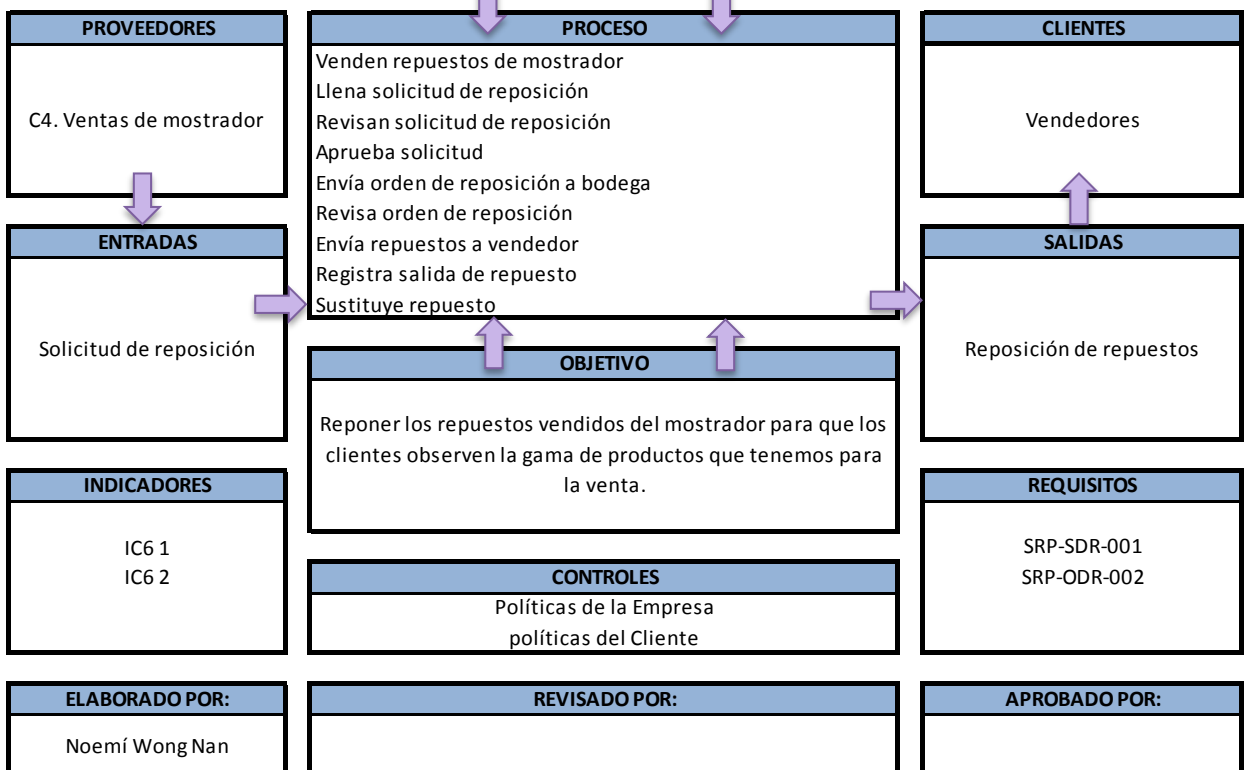 PROVEEDORES
C4. Ventas de mostrador
PROCESO
Venden repuestos de mostrador
Llena solicitud de reposición
Revisan solicitud de reposición
Aprueba solicitud
Envía orden de reposición a bodega
Revisa orden de reposición
Envía repuestos a vendedor
Registra salida de repuesto
Sustituye repuesto
CLIENTES
Vendedores
ENTRADAS
Solicitud de reposición
SALIDAS
Reposición de repuestos
OBJETIVO
Reponer los repuestos vendidos del mostrador para que los
clientes observen la gama de productos que tenemos para
la venta.
INDICADORES
IC6 1
IC6 2
REQUISITOS
SRP-SDR-001
SRP-ODR-002
CONTROLES
Políticas de la Empresa
políticas del Cliente
ELABORADO POR:
Noemí Wong Nan
REVISADO POR:
APROBADO POR: